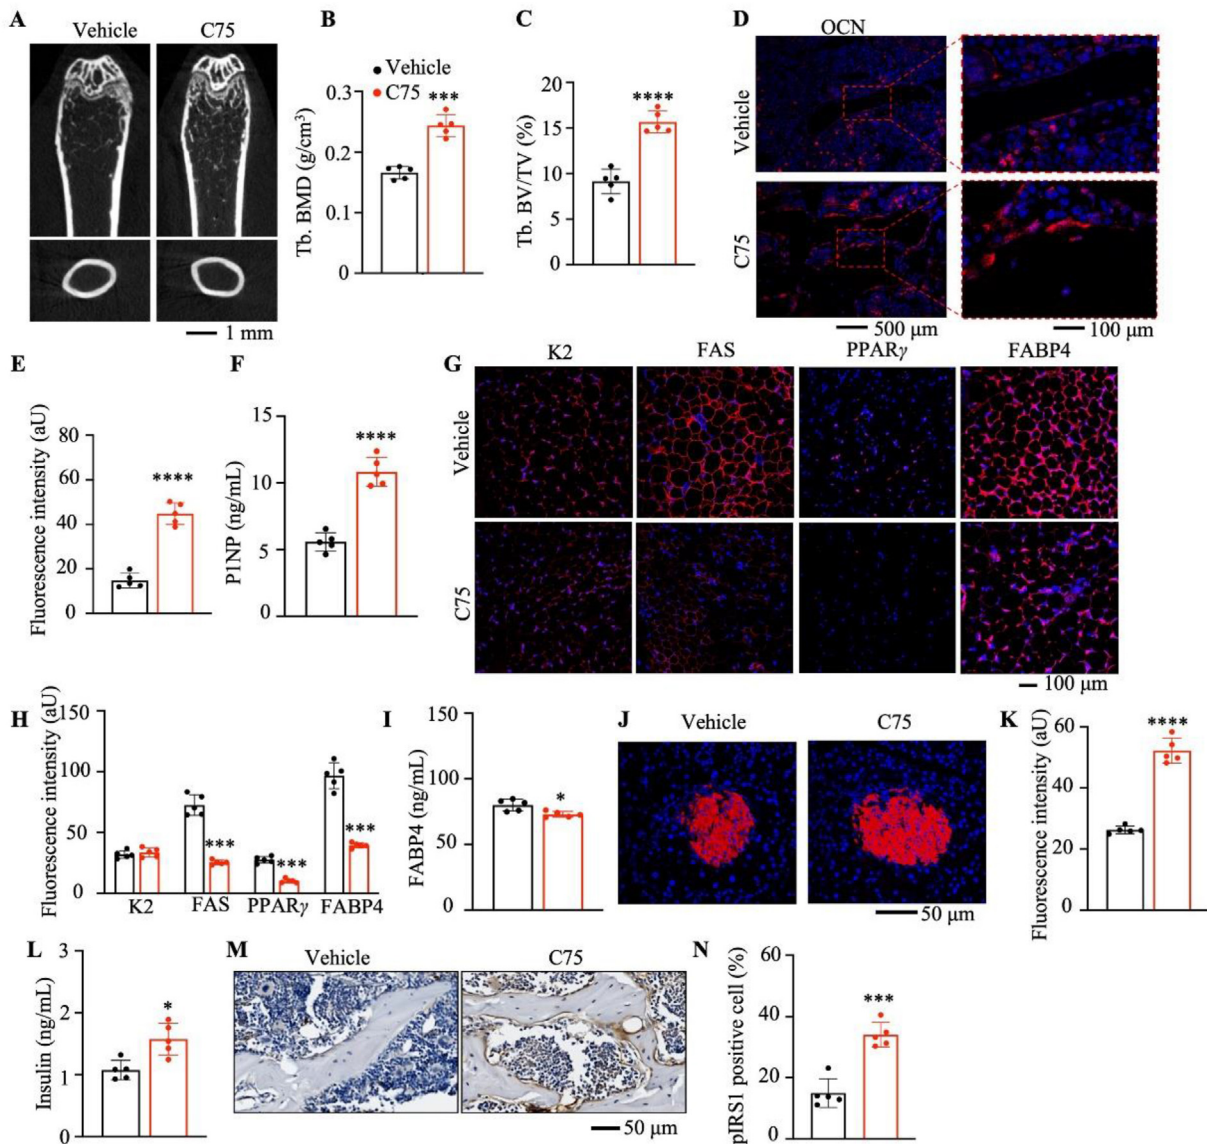 A
Vehicle
C75
1 mm
B
Vehicle
C75
***
Tb. BMD (g/cm³)
0.3
0.2
0.1
0
C
****
Tb. BV/TV (%)
20
15
10
5
0
D
OCN
Vehicle
C75
500 μm
100 μm
E
Fluorescence intensity (aU)
80
60
40
20
0
****
F
P1NP (ng/mL)
15
10
5
0
****
G
K2
FAS
PPARγ
FABP4
Vehicle
C75
100 μm
H
Fluorescence intensity (aU)
150
100
50
0
***
***
***
K2
FAS
PPARγ
FABP4
I
FABP4 (ng/mL)
150
100
50
0
*
J
Vehicle
C75
50 μm
K
Fluorescence intensity (aU)
60
40
20
0
****
L
Insulin (ng/mL)
3
2
1
0
*
M
Vehicle
C75
50 μm
N
pIRS1 positive cell (%)
60
40
20
0
***